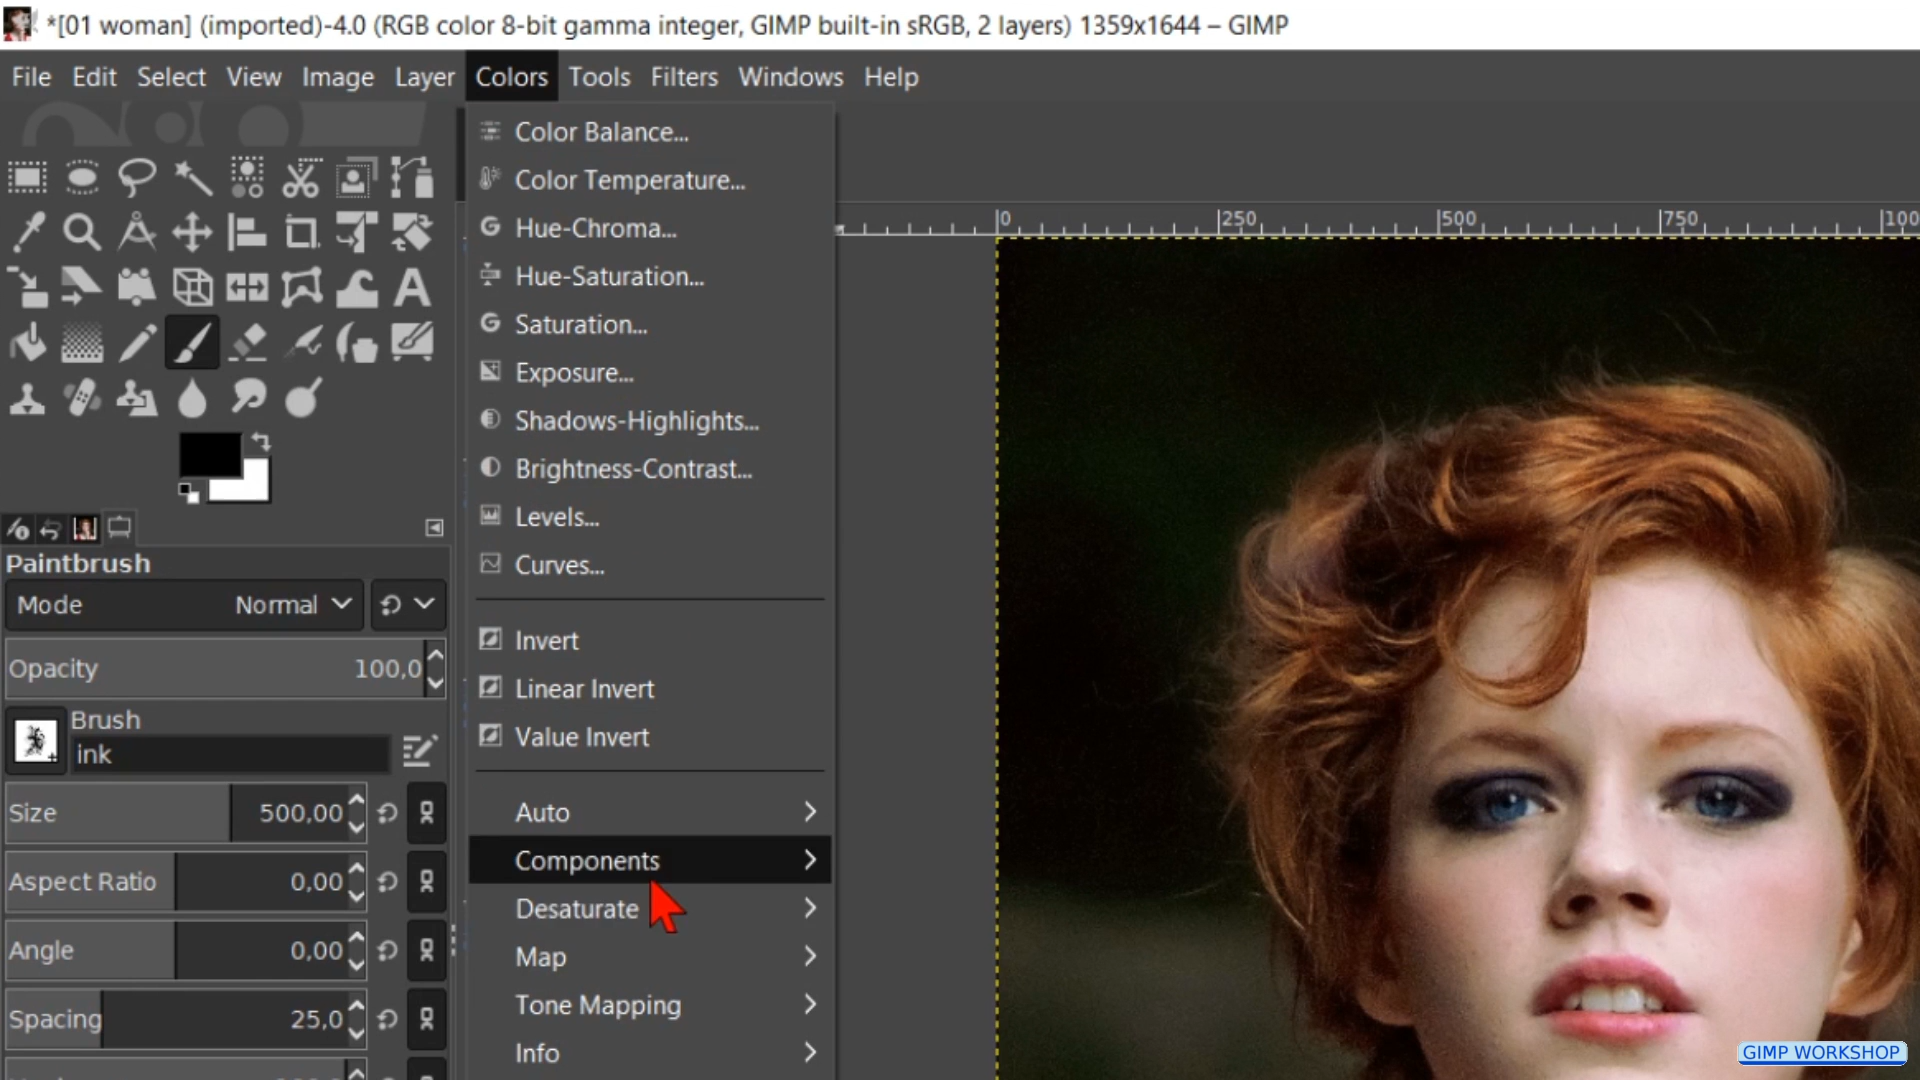 *[01 woman] (imported)-4.0 (RGB color 8-bit gamma integer, GIMP built-in sRGB, 2 layers) 1359x1644 – GIMP
File Edit Select View Image Layer Colors Tools Filters Windows Help
Color Balance...
Color Temperature...
Hue-Chroma...
Hue-Saturation...
Saturation...
Exposure...
Shadows-Highlights...
Brightness-Contrast...
Levels...
Curves...
Invert
Linear Invert
Value Invert
Auto
Components
Desaturate
Map
Tone Mapping
Info
0 250 500 750
Paintbrush
Mode Normal
Opacity 100,0
Brush
ink
Size 500,00
Aspect Ratio 0,00
Angle 0,00
Spacing 25,0
GIMP WORKSHOP